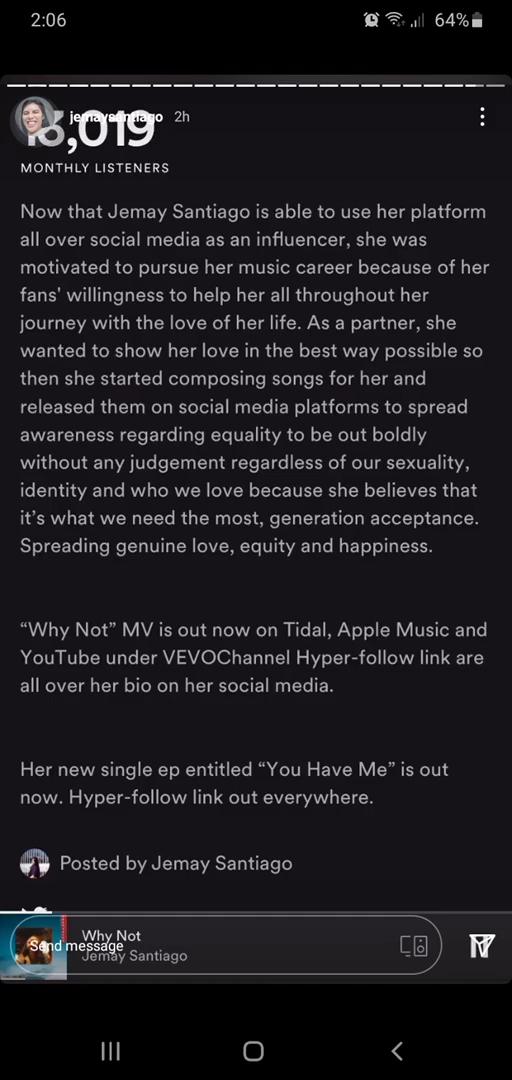 2:06
64%
jemaysantiago 2h
,019
MONTHLY LISTENERS
Now that Jemay Santiago is able to use her platform
all over social media as an influencer, she was
motivated to pursue her music career because of her
fans' willingness to help her all throughout her
journey with the love of her life. As a partner, she
wanted to show her love in the best way possible so
then she started composing songs for her and
released them on social media platforms to spread
awareness regarding equality to be out boldly
without any judgement regardless of our sexuality,
identity and who we love because she believes that
it’s what we need the most, generation acceptance.
Spreading genuine love, equity and happiness.
“Why Not” MV is out now on Tidal, Apple Music and
YouTube under VEVOChannel Hyper-follow link are
all over her bio on her social media.
Her new single ep entitled “You Have Me” is out
now. Hyper-follow link out everywhere.
Posted by Jemay Santiago
Why Not
Send message
Jemay Santiago